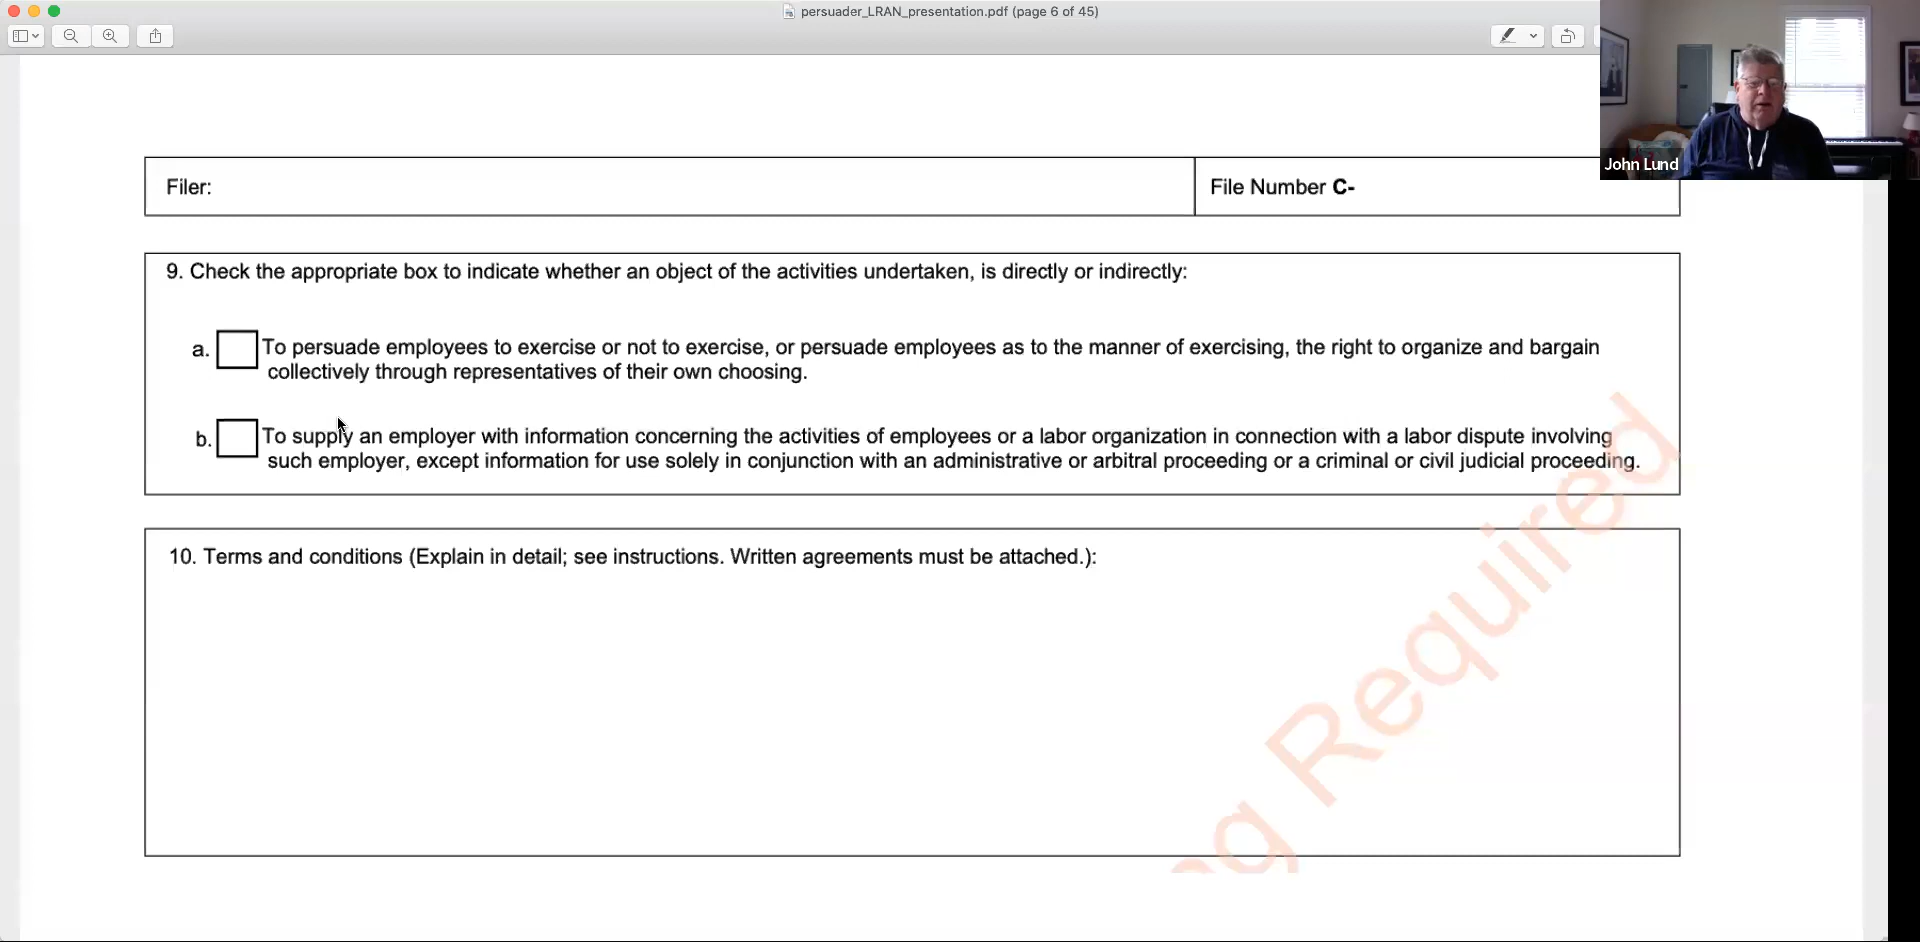 persuader_LRAN_presentation.pdf (page 6 of 45)
John Lund
Filer:
File Number C-
9. Check the appropriate box to indicate whether an object of the activities undertaken, is directly or indirectly:
a. To persuade employees to exercise or not to exercise, or persuade employees as to the manner of exercising, the right to organize and bargain
collectively through representatives of their own choosing.
b. To supply an employer with information concerning the activities of employees or a labor organization in connection with a labor dispute involving
such employer, except information for use solely in conjunction with an administrative or arbitral proceeding or a criminal or civil judicial proceeding.
10. Terms and conditions (Explain in detail; see instructions. Written agreements must be attached.):
ng Required